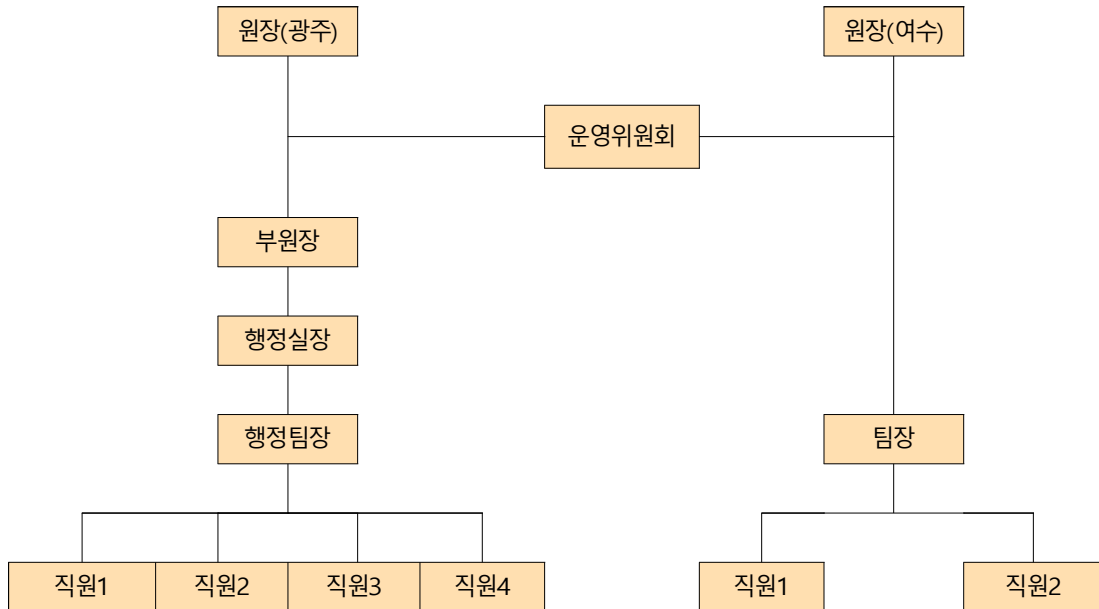 원장(광주)
원장(여수)
운영위원회
부원장
행정실장
행정팀장
팀장
직원1
직원2
직원3
직원4
직원1
직원2